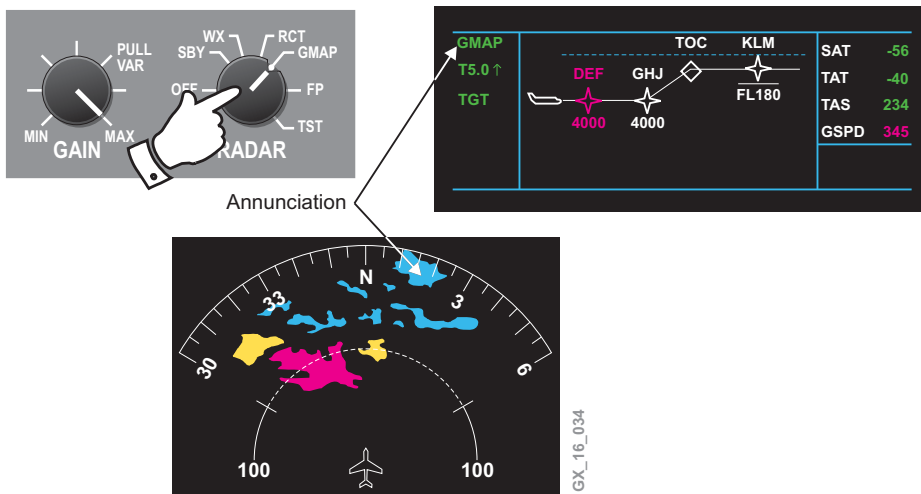 PULL
VAR
MIN
MAX
GAIN
WX
RCT
SBY
GMAP
OFF
FP
TST
RADAR
GMAP
T5.0 ↑
TGT
TOC
KLM
DEF
GHJ
4000
4000
FL180
SAT -56
TAT -40
TAS 234
GSPD 345
Annunciation
N
33
3
30
6
100
100
GX_16_034